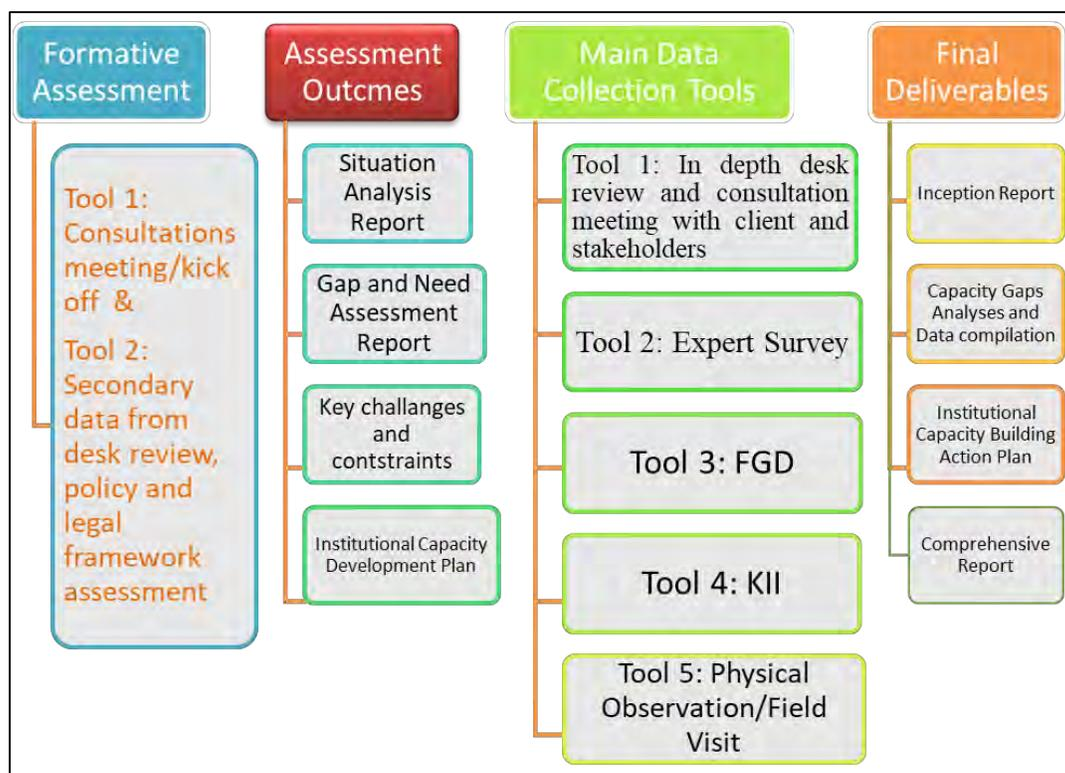 Formative
Assessment
Tool 1:
Consultations
meeting/kick
off &
Tool 2:
Secondary
data from
desk review,
policy and
legal
framework
assessment
Assessment
Outcmes
Situation
Analysis
Report
Gap and Need
Assessment
Report
Key challanges
and
contstraints
Institutional Capacity
Development Plan
Main Data
Collection Tools
Tool 1: In depth desk
review and consultation
meeting with client and
stakeholders
Tool 2: Expert Survey
Tool 3: FGD
Tool 4: KII
Tool 5: Physical
Observation/Field
Visit
Final
Deliverables
Inception Report
Capacity Gaps
Analyses and
Data compilation
Institutional
Capacity Building
Action Plan
Comprehensive
Report